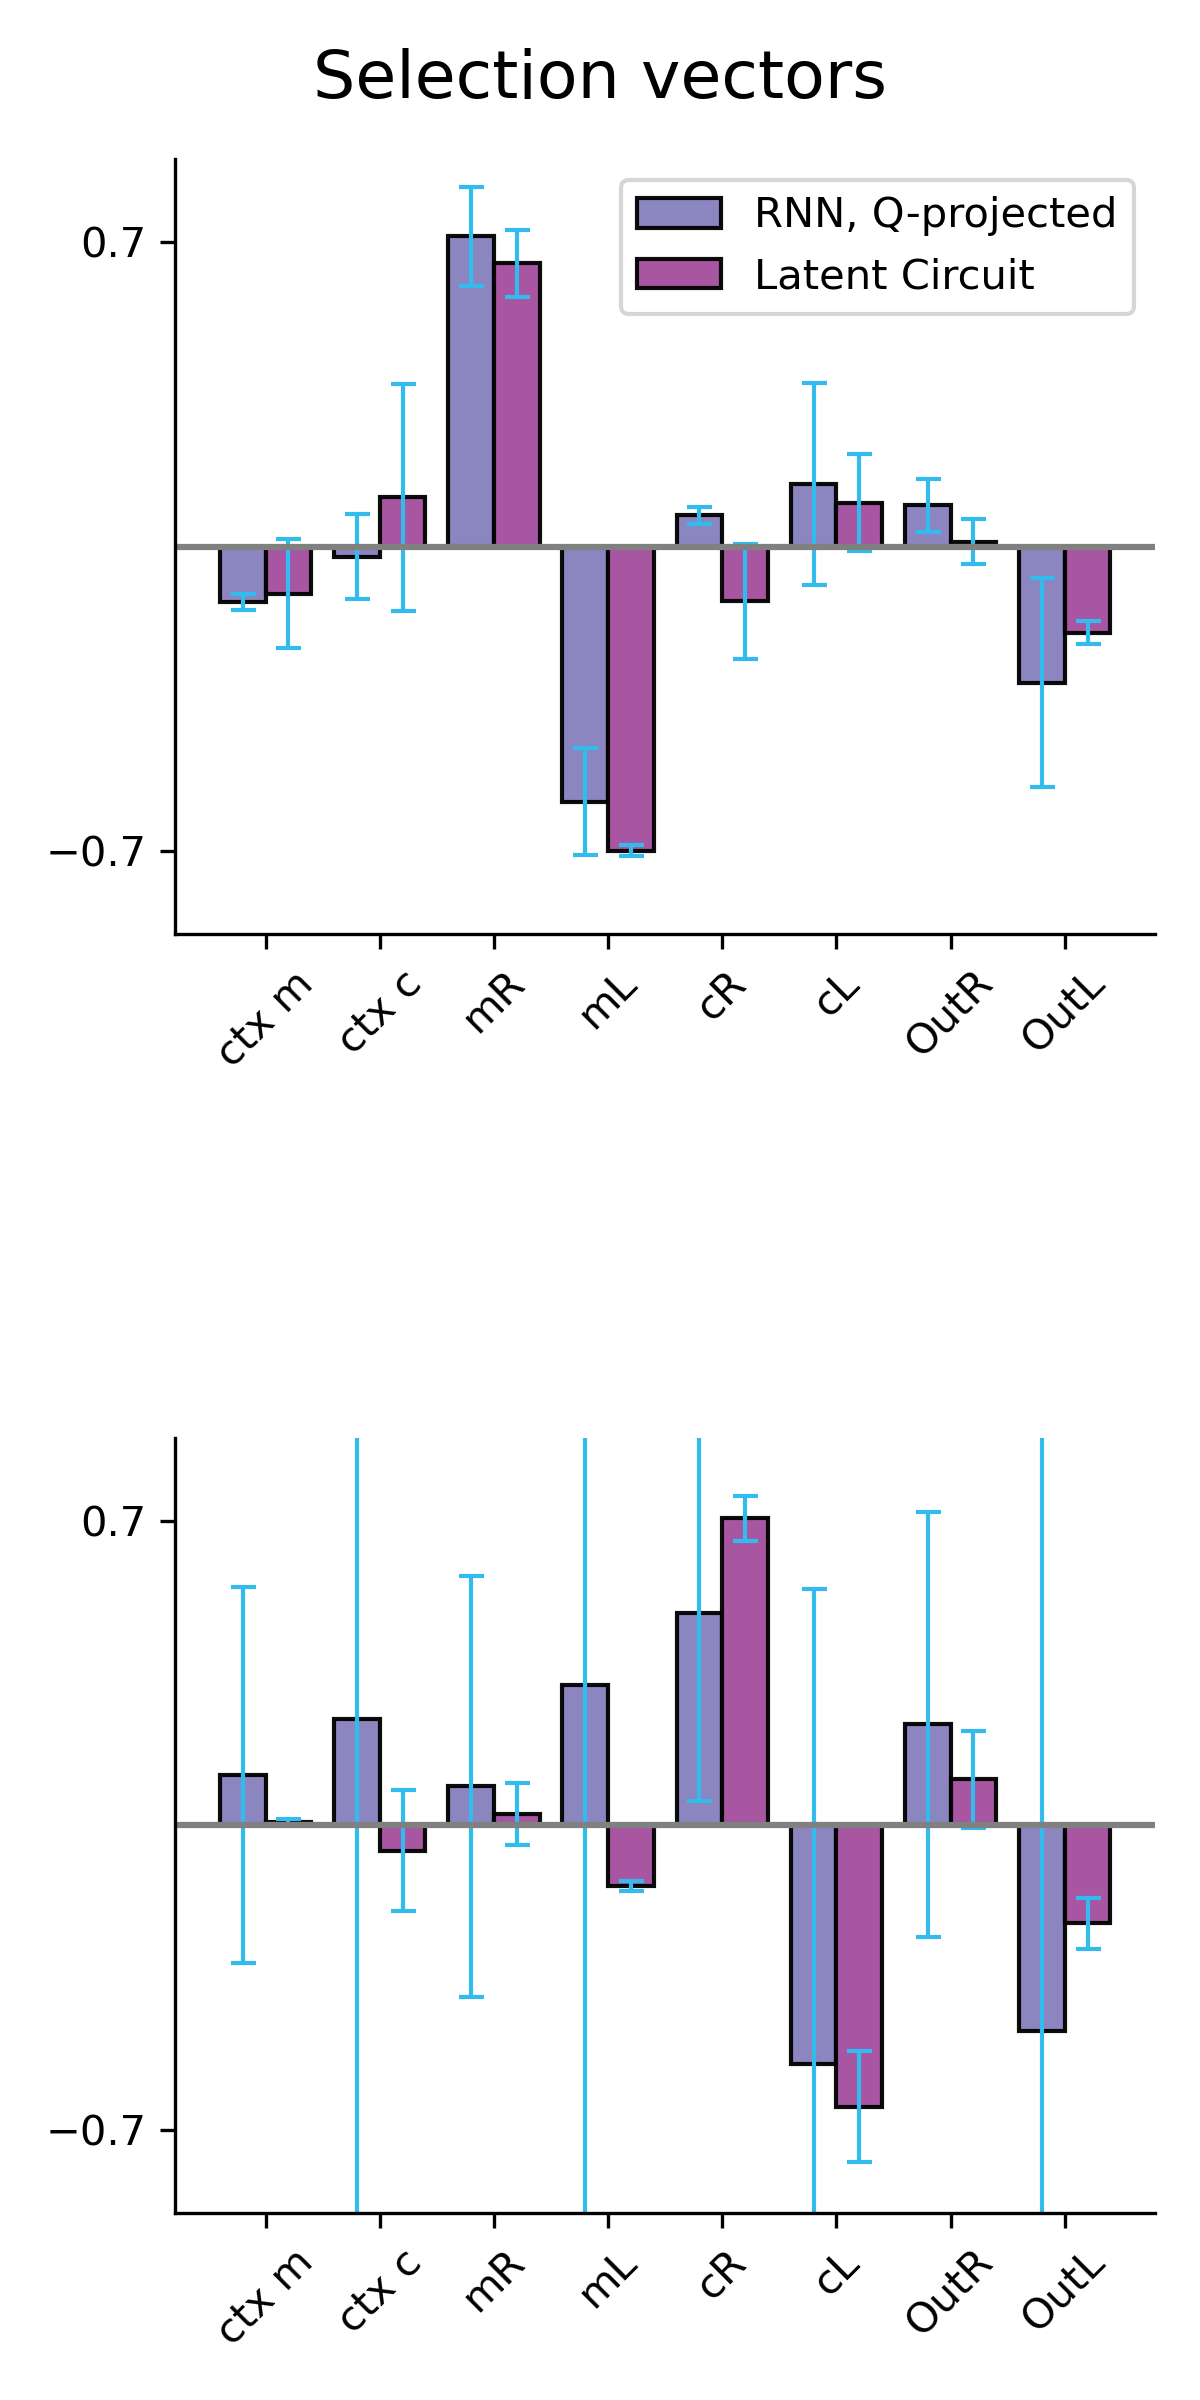 Selection vectors
RNN, Q-projected
Latent Circuit
0.7
−0.7
ctx m
ctx c
mR
mL
cR
cL
OutR
OutL
0.7
−0.7
ctx m
ctx c
mR
mL
cR
cL
OutR
OutL